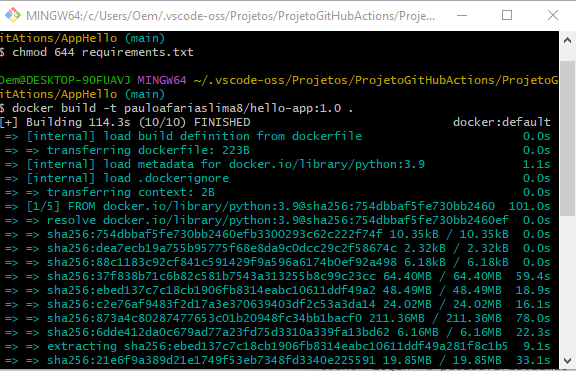 MINGW64:/c/Users/Oem/.vscode-oss/Projetos/ProjetoGitHubActions/Proje...
itAtions/AppHello (main)
$ chmod 644 requirements.txt
Oem@DESKTOP-9OFUAVJ MINGW64 ~/.vscode-oss/Projetos/ProjetoGitHubActions/ProjetoG
itAtions/AppHello (main)
$ docker build -t pauloafariaslima8/hello-app:1.0 .
[+] Building 114.3s (10/10) FINISHED docker:default
=> [internal] load build definition from dockerfile 0.0s
=> => transferring dockerfile: 223B 0.0s
=> [internal] load metadata for docker.io/library/python:3.9 1.1s
=> [internal] load .dockerignore 0.0s
=> => transferring context: 2B 0.0s
=> [1/5] FROM docker.io/library/python:3.9@sha256:754dbbaf5fe730bb2460 101.0s
=> => resolve docker.io/library/python:3.9@sha256:754dbbaf5fe730bb2460ef 0.0s
=> => sha256:754dbbaf5fe730bb2460efb3300293c62c222f74f 10.35kB / 10.35kB 0.0s
=> => sha256:dea7ecb19a755b95775f68e8da9c0dcc29c2f58674c 2.32kB / 2.32kB 0.0s
=> => sha256:88c1183c92cf841c591429f9a596a6174b0ef92a498 6.18kB / 6.18kB 0.0s
=> => sha256:37f838b71c6b82c581b7543a313255b8c99c23cc 64.40MB / 64.40MB 59.4s
=> => sha256:ebed137c7c18cb1906fb8314eabc10611ddf49a2 48.49MB / 48.49MB 18.9s
=> => sha256:c2e76af9483f2d17a3e370639403df2c53a3da14 24.02MB / 24.02MB 16.1s
=> => sha256:873a4c80287477653c01b20948fc34bb1bacf0 211.36MB / 211.36MB 78.0s
=> => sha256:6dde412da0c679ad77a23fd75d3310a339fa13bd62 6.16MB / 6.16MB 22.3s
=> => extracting sha256:ebed137c7c18cb1906fb8314eabc10611ddf49a281f8c1b5 9.1s
=> => sha256:21e6f9a389d21e1749f53eb7348fd3340e225591 19.85MB / 19.85MB 33.1s